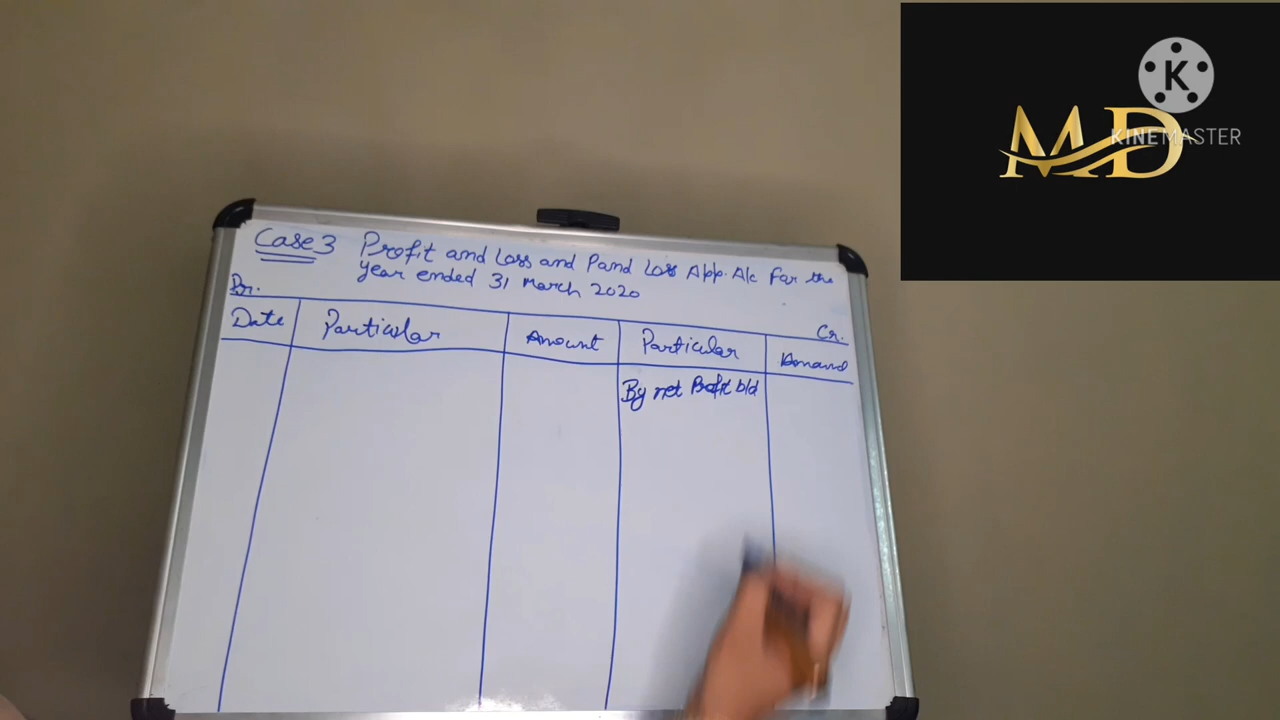 Case 3 Profit and Loss and P and Loss App. A/c For the
year ended 31 March 2020
Dr.
Cr.
Date Particular Amount Particular Amound
By net Profit b/d
K
MD
KINEMASTER